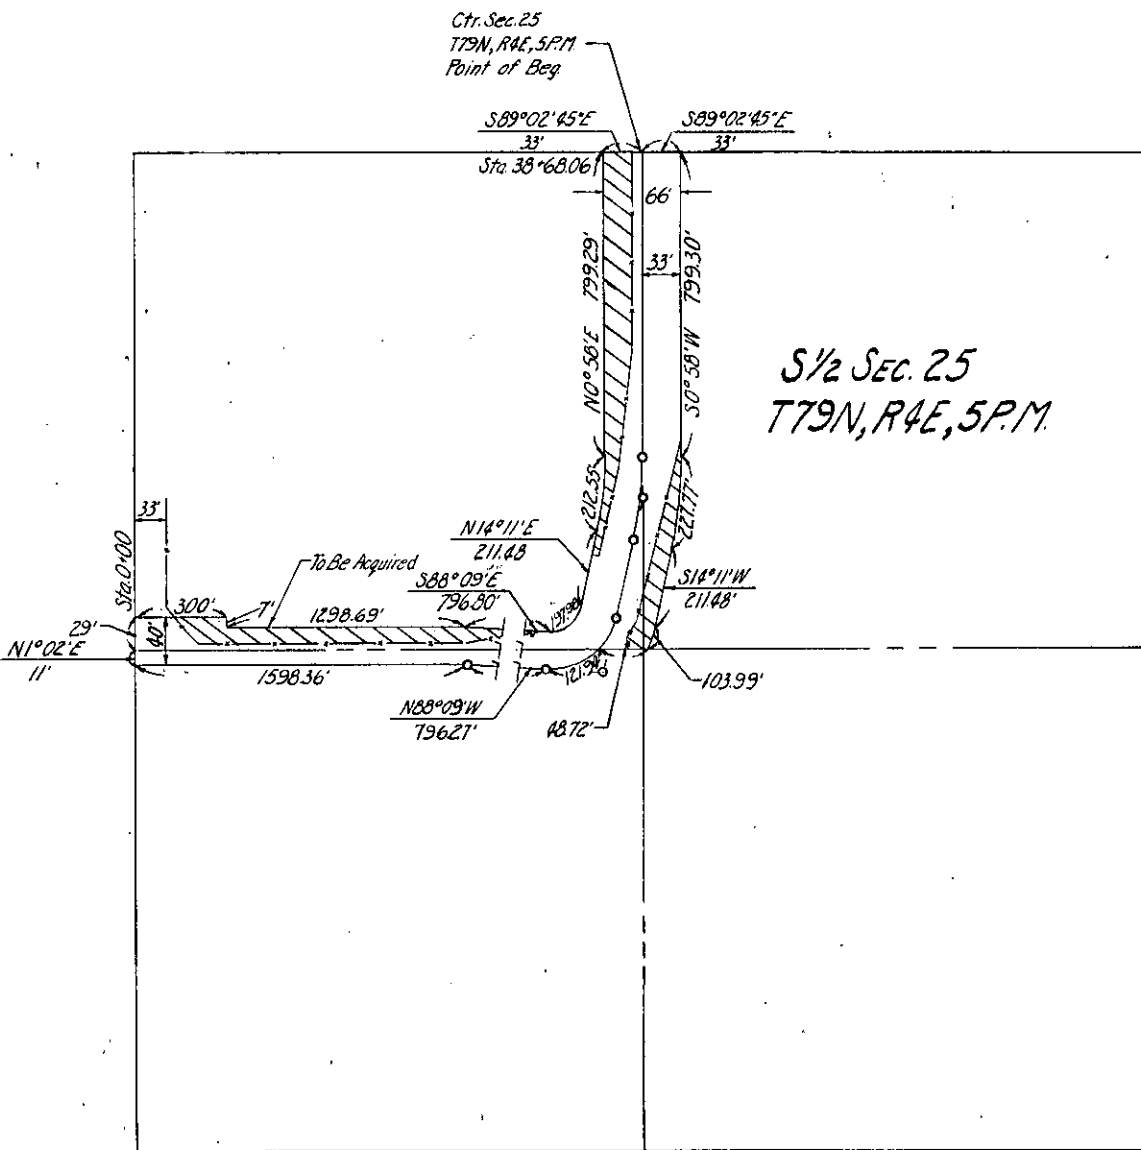 Ctr. Sec. 25
T79N, R4E, 5P.M.
Point of Beg.
S89°02'45"E
33'
S89°02'45"E
33'
Sta. 38+68.06
66'
33'
N0°58'E 799.29'
S0°58'W 799.30'
S½ SEC. 25
T79N, R4E, 5P.M.
212.55'
221.77'
N14°11'E
211.48
S14°11'W
211.48'
33'
Sta. 0+00
To Be Acquired
S88°09'E
796.80'
300'
7'
1298.69'
197.98'
29'
40'
N1°02'E
11'
1598.36'
N88°09'W
796.27'
121.94'
48.72'
103.99'